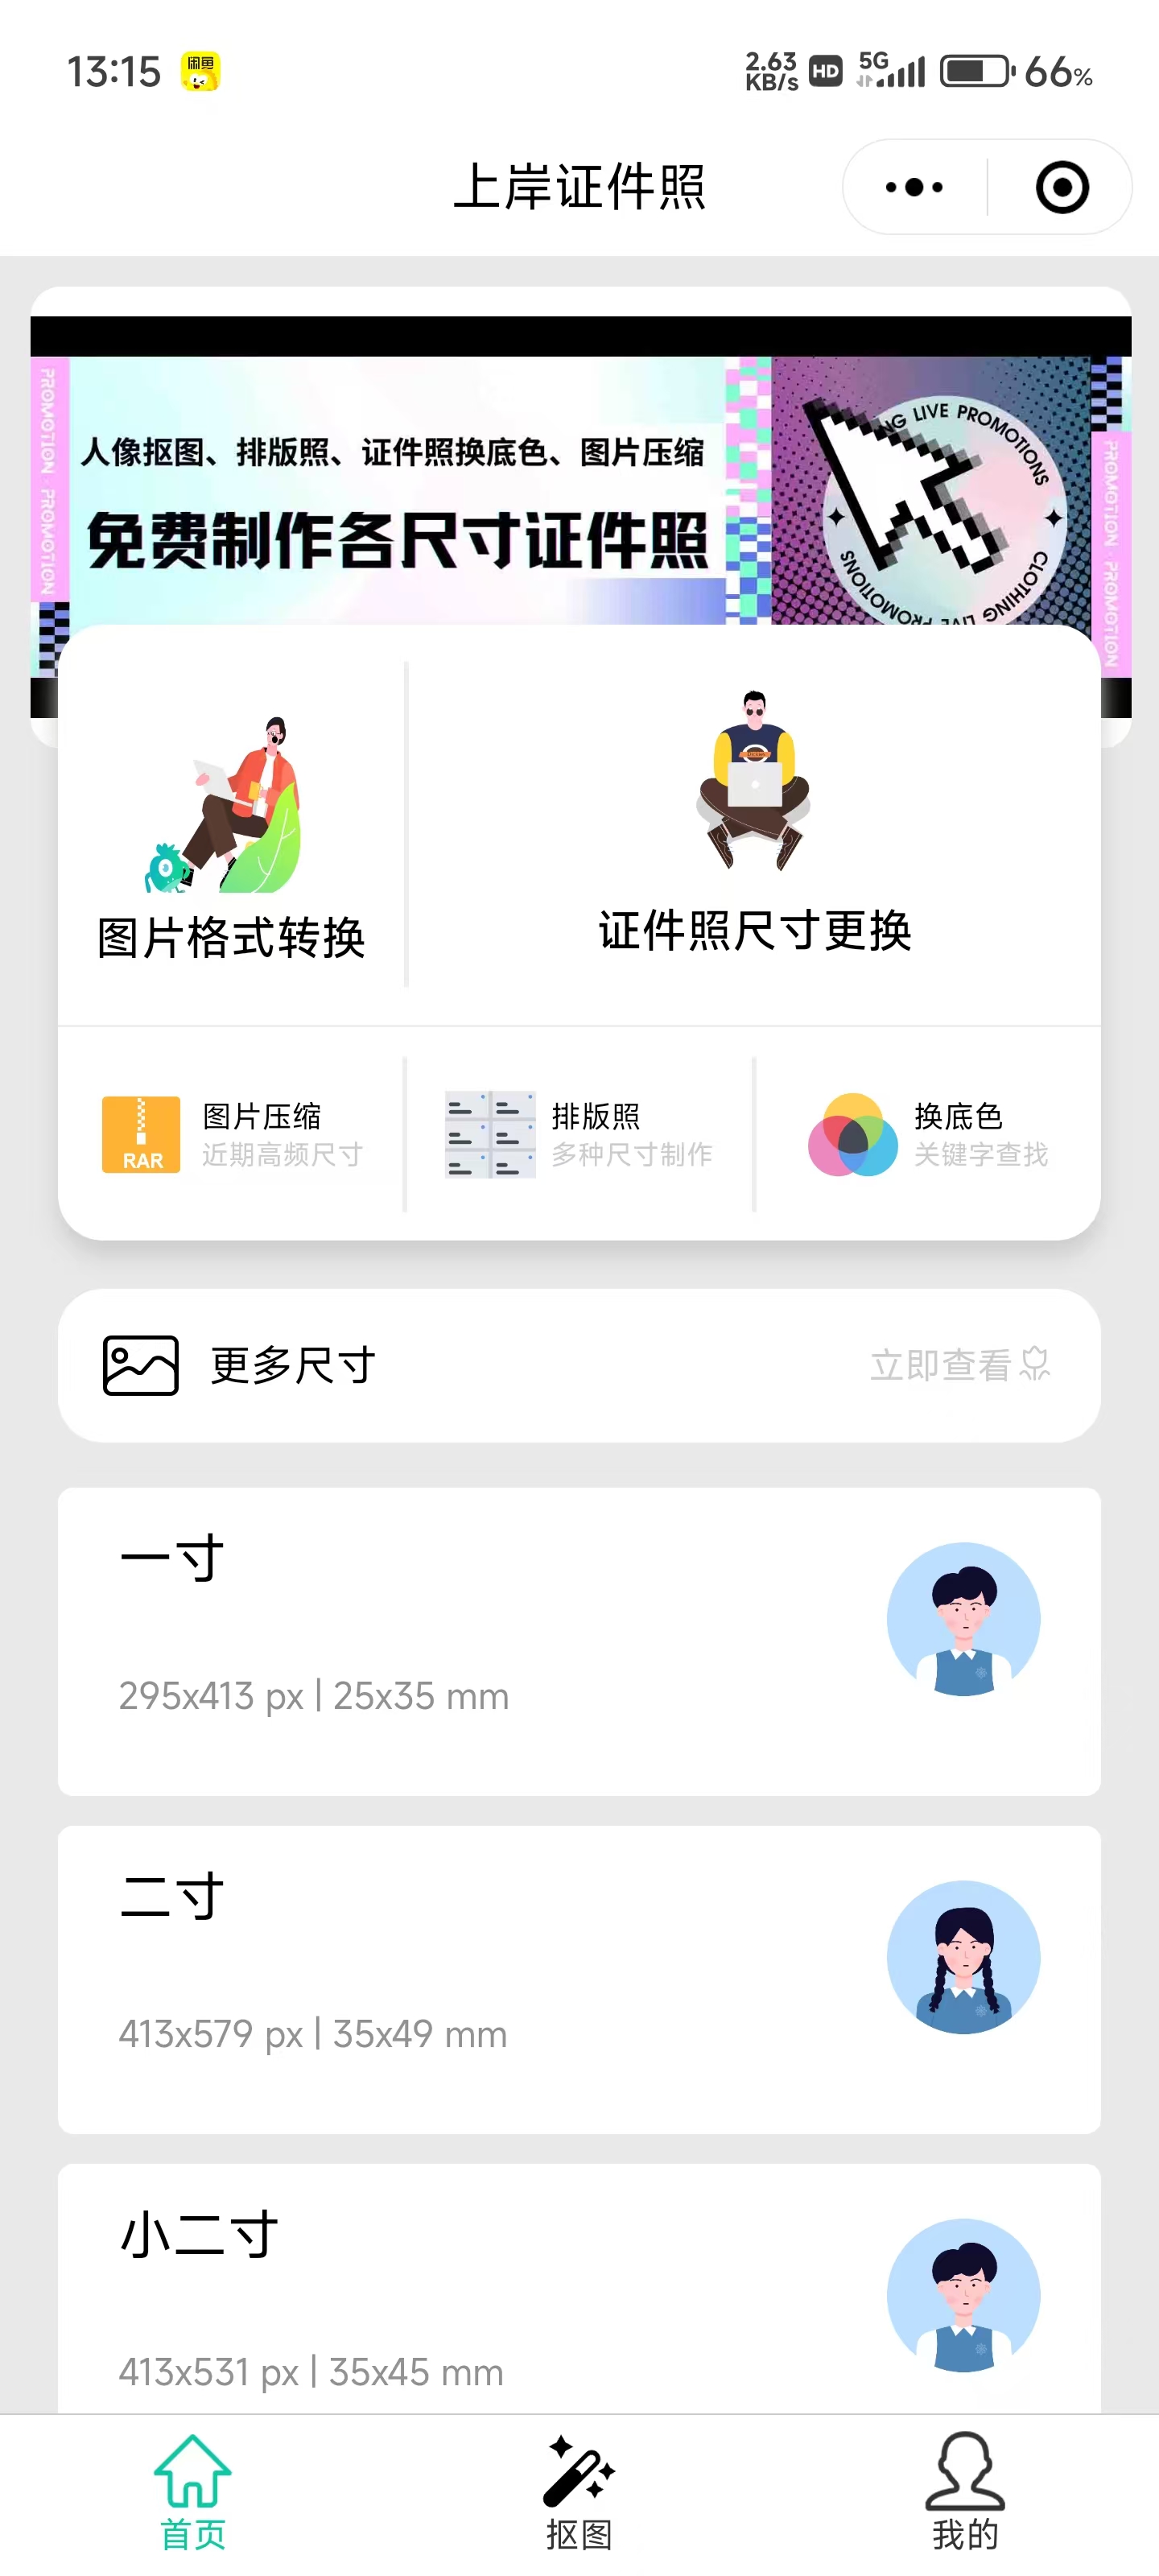 13:15
闲鱼
2.63
KB/s
HD
5G
66%
上岸证件照
PROMOTION · PROMOTION
人像抠图、排版照、证件照换底色、图片压缩
免费制作各尺寸证件照
NG LIVE PROMOTIONS
CLOTHING LIVE PROMOTIONS
PROMOTION · PROMOTION
图片格式转换
证件照尺寸更换
RAR
图片压缩
近期高频尺寸
排版照
多种尺寸制作
换底色
关键字查找
更多尺寸
立即查看
一寸
295x413 px | 25x35 mm
二寸
413x579 px | 35x49 mm
小二寸
413x531 px | 35x45 mm
首页
抠图
我的